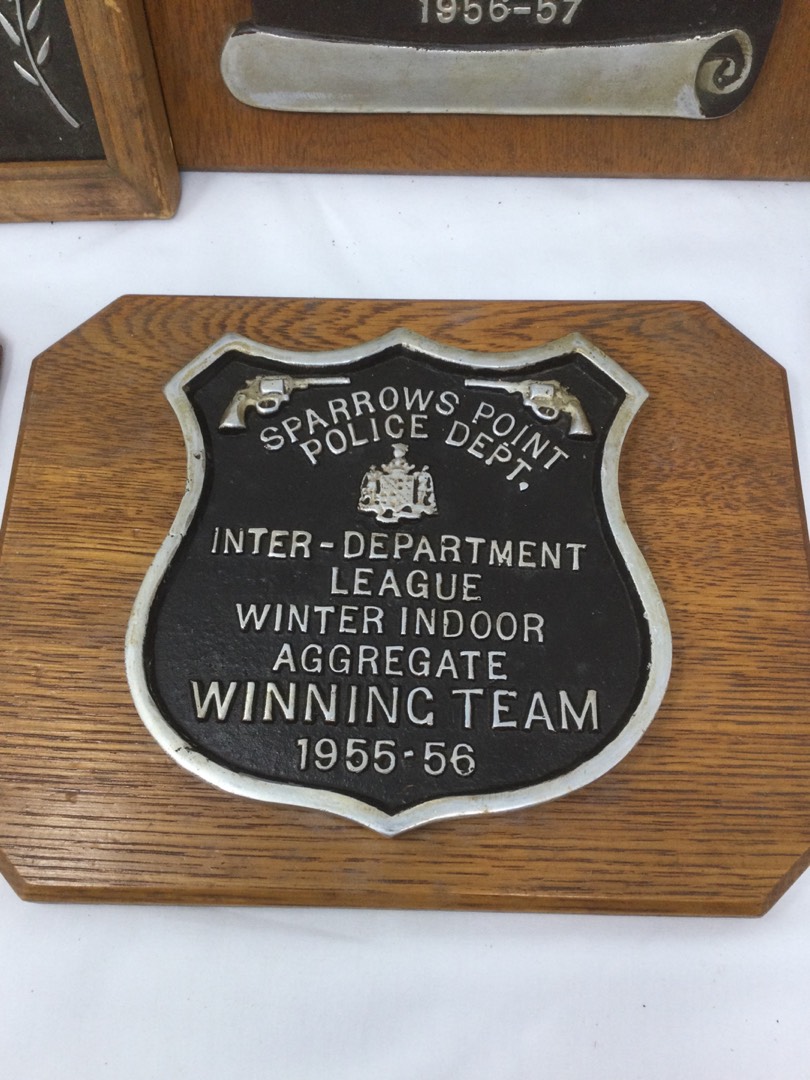 1956-57
SPARROWS POINT
POLICE DEPT.
INTER-DEPARTMENT
LEAGUE
WINTER INDOOR
AGGREGATE
WINNING TEAM
1955-56